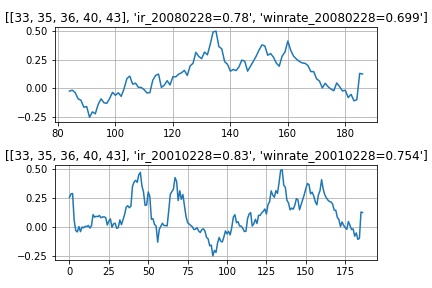 [[33, 35, 36, 40, 43], 'ir_20080228=0.78', 'winrate_20080228=0.699']
0.50
0.25
0.00
−0.25
80 100 120 140 160 180
[[33, 35, 36, 40, 43], 'ir_20010228=0.83', 'winrate_20010228=0.754']
0.50
0.25
0.00
−0.25
0 25 50 75 100 125 150 175